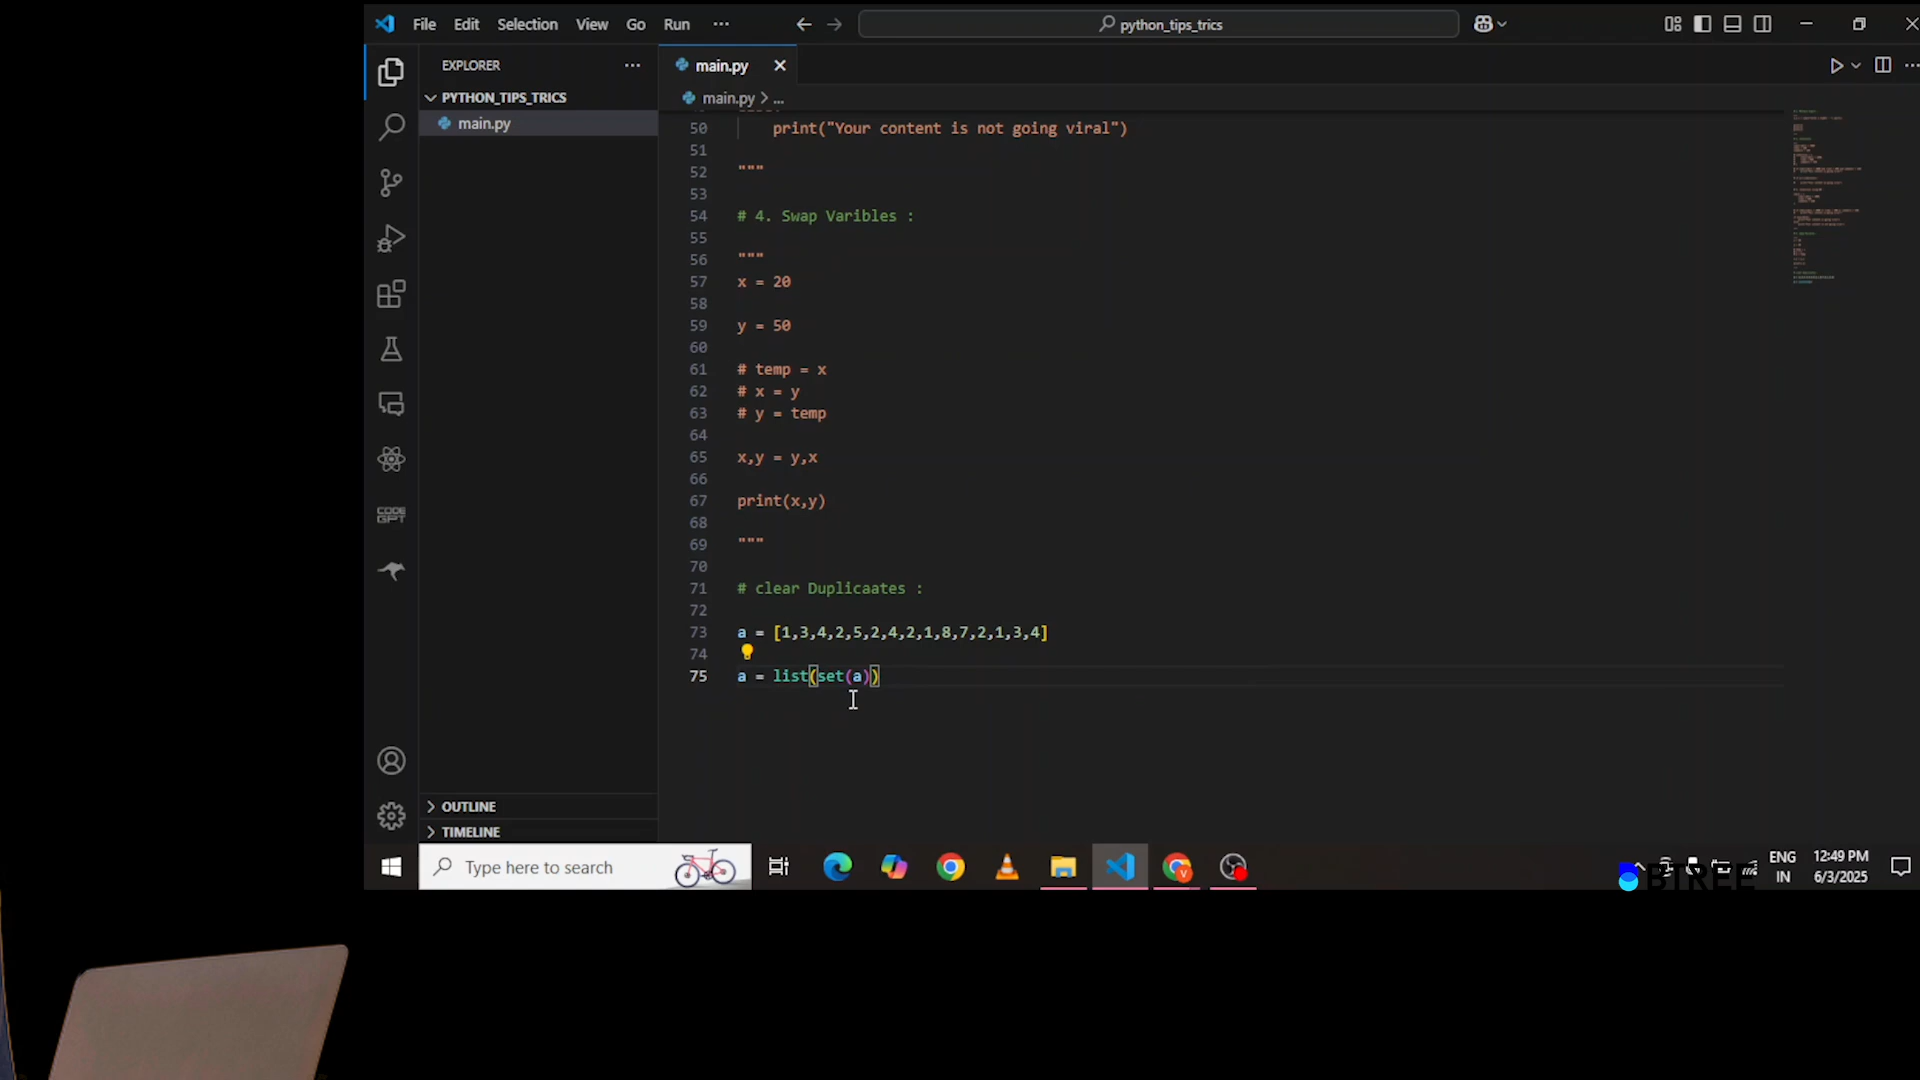 File Edit Selection View Go Run ···
python_tips_trics
EXPLORER ···
main.py
PYTHON_TIPS_TRICS
main.py
main.py > ...
50 print("Your content is not going viral")
51
52 """
53
54 # 4. Swap Varibles :
55
56 """
57 x = 20
58
59 y = 50
60
61 # temp = x
62 # x = y
63 # y = temp
64
65 x,y = y,x
66
67 print(x,y)
68
69 """
70
71 # clear Duplicaates :
72
73 a = [1,3,4,2,5,2,4,2,1,8,7,2,1,3,4]
74
75 a = list(set(a))
CODE
GPT
OUTLINE
TIMELINE
Type here to search
V
ENG
IN
12:49 PM
6/3/2025
BTREE